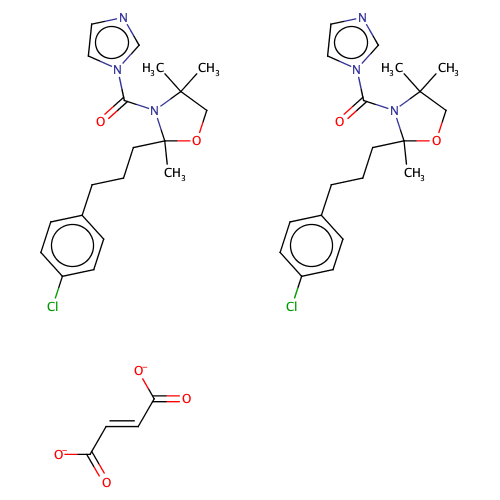 N N
N N
H₃C CH₃ H₃C CH₃
O N O N
O O
CH₃ CH₃
Cl Cl
O⁻
O
O⁻
O